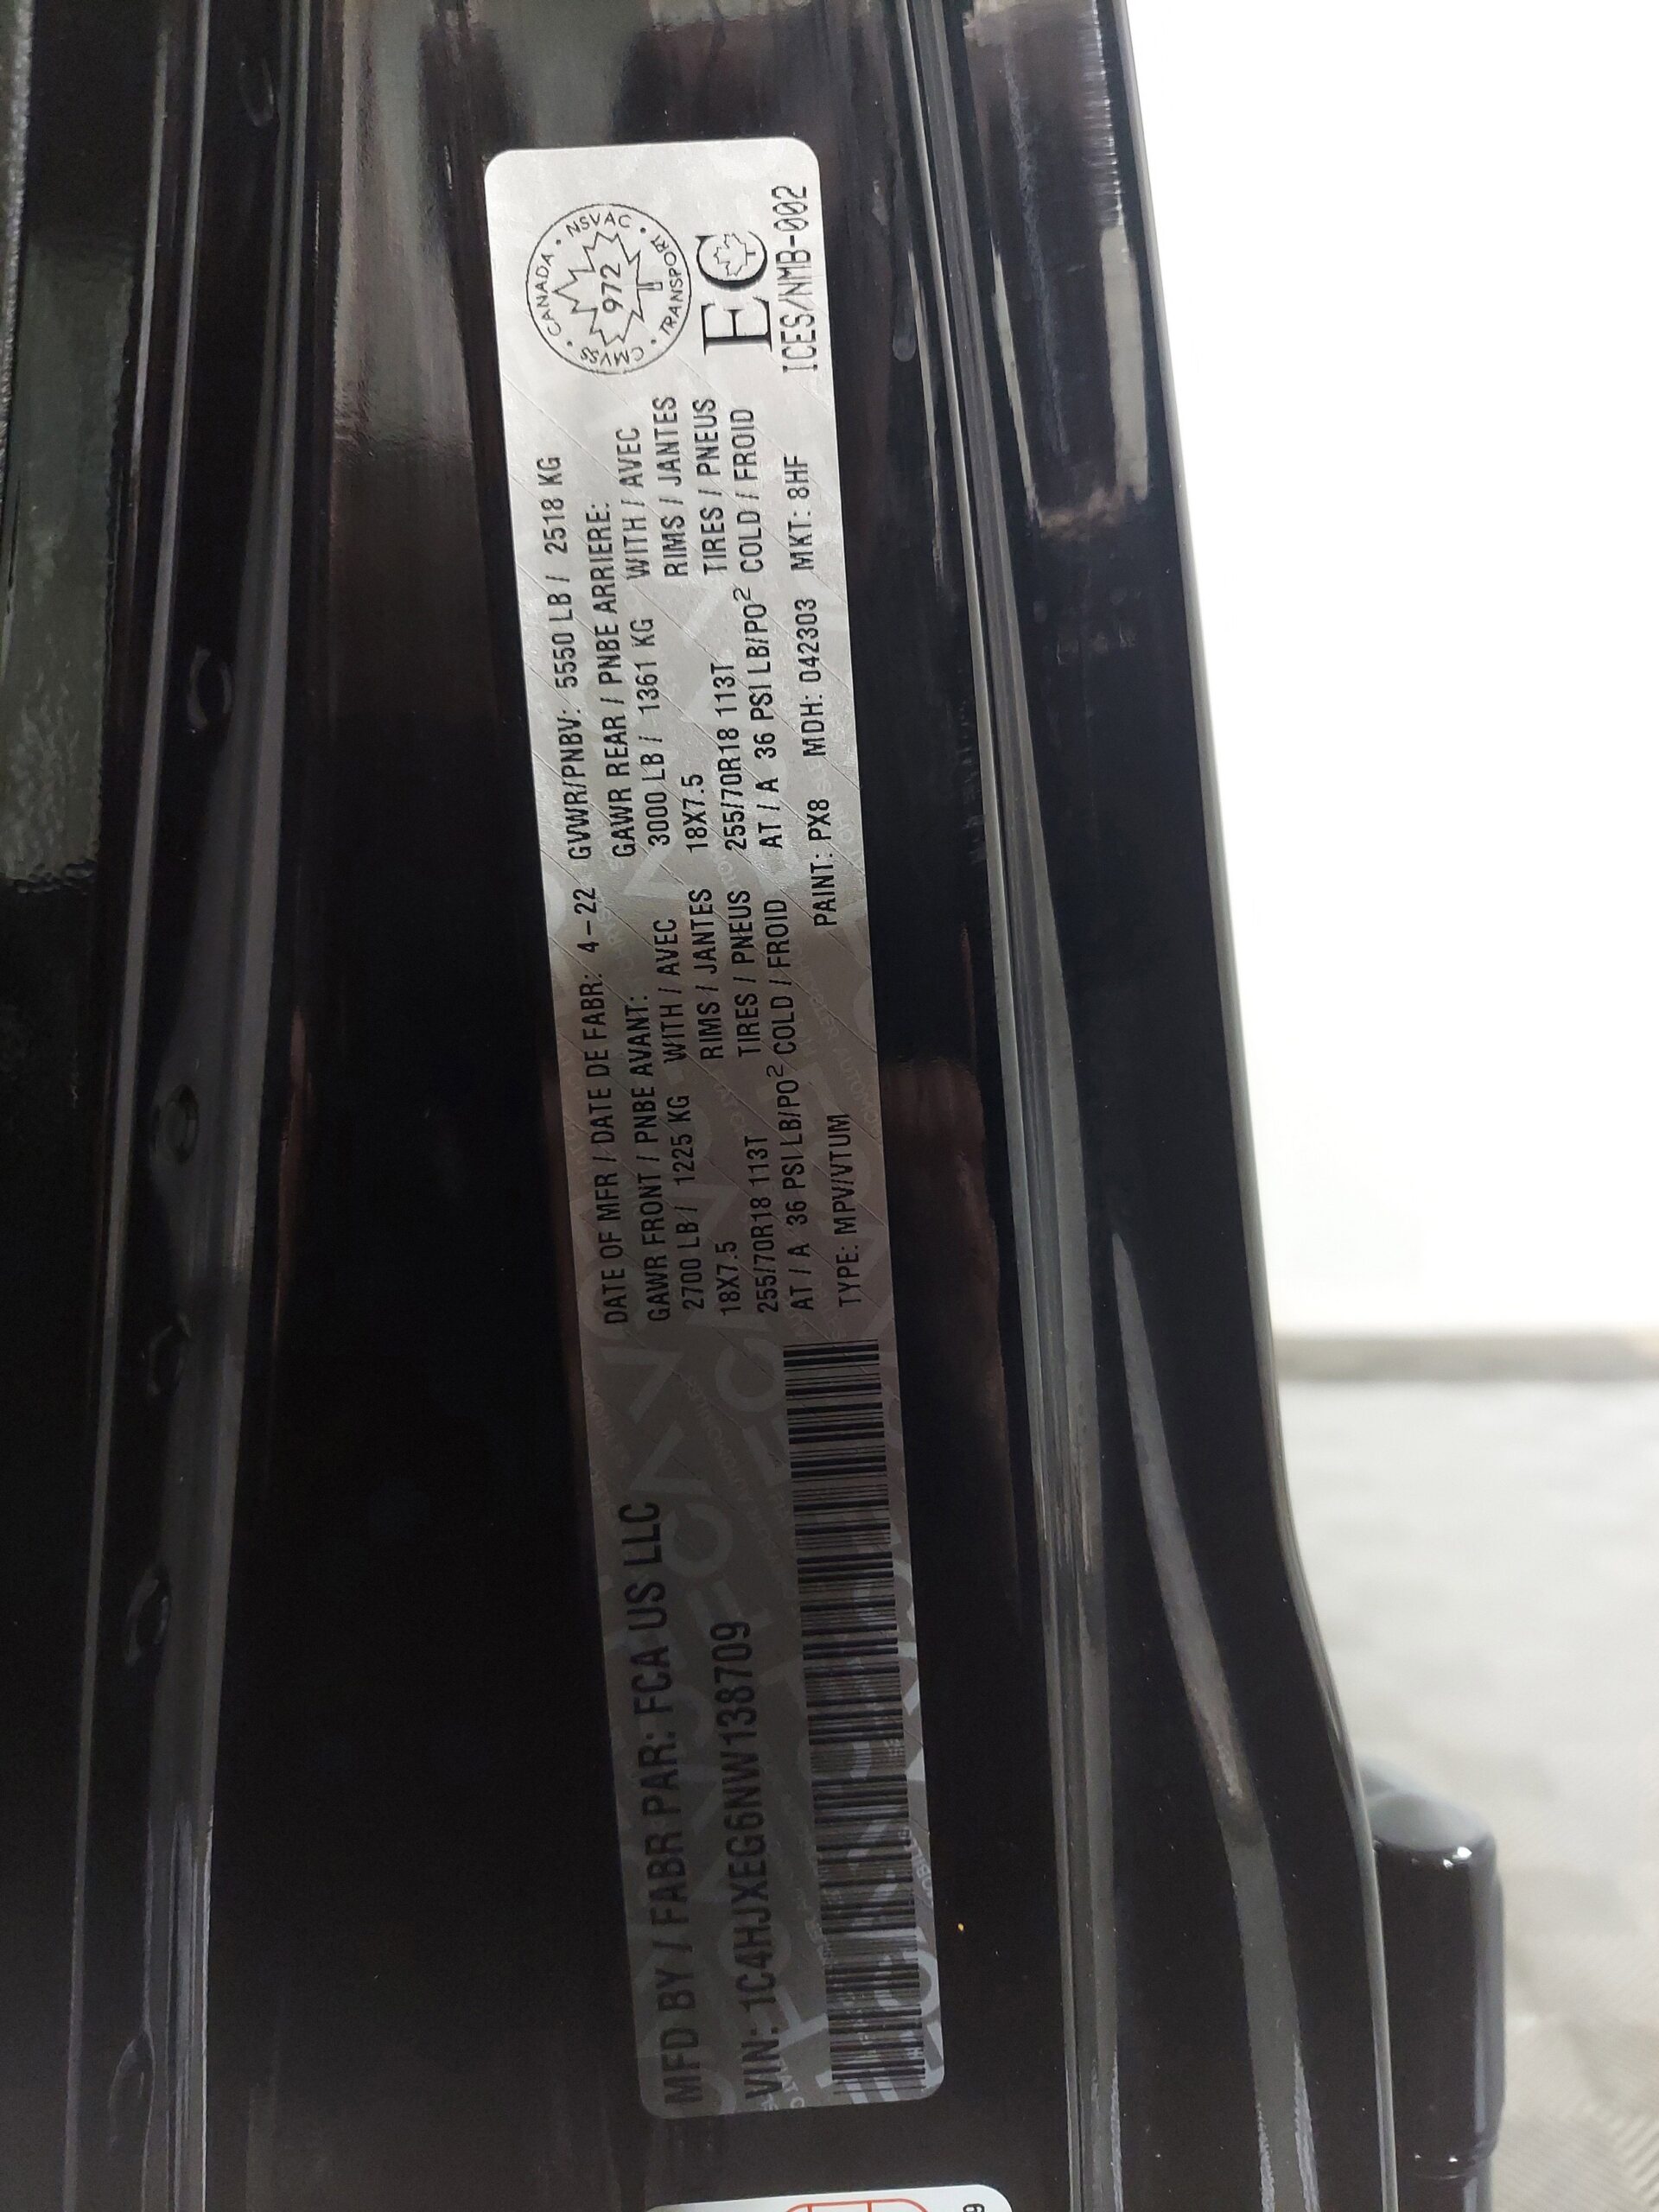 MFD BY / FABR PAR: FCA US LLC
VIN: 1C4HJXEG6NW138709
DATE OF MFR / DATE DE FABR: 4-22 GVWR/PNBV: 5550 LB / 2518 KG
GAWR FRONT / PNBE AVANT: GAWR REAR / PNBE ARRIERE:
2700 LB / 1225 KG WITH / AVEC 3000 LB / 1361 KG WITH / AVEC
18X7.5 RIMS / JANTES 18X7.5 RIMS / JANTES
255/70R18 113T TIRES / PNEUS 255/70R18 113T TIRES / PNEUS
AT / A 36 PSI LB/PO² COLD / FROID AT / A 36 PSI LB/PO² COLD / FROID
TYPE: MPV/VTUM PAINT: PX8 MDH: 042303 MKT: 8HF
CANADA • NSVAC • TRANSPORT • CMVSS •
972
EC
ICES/NMB-002